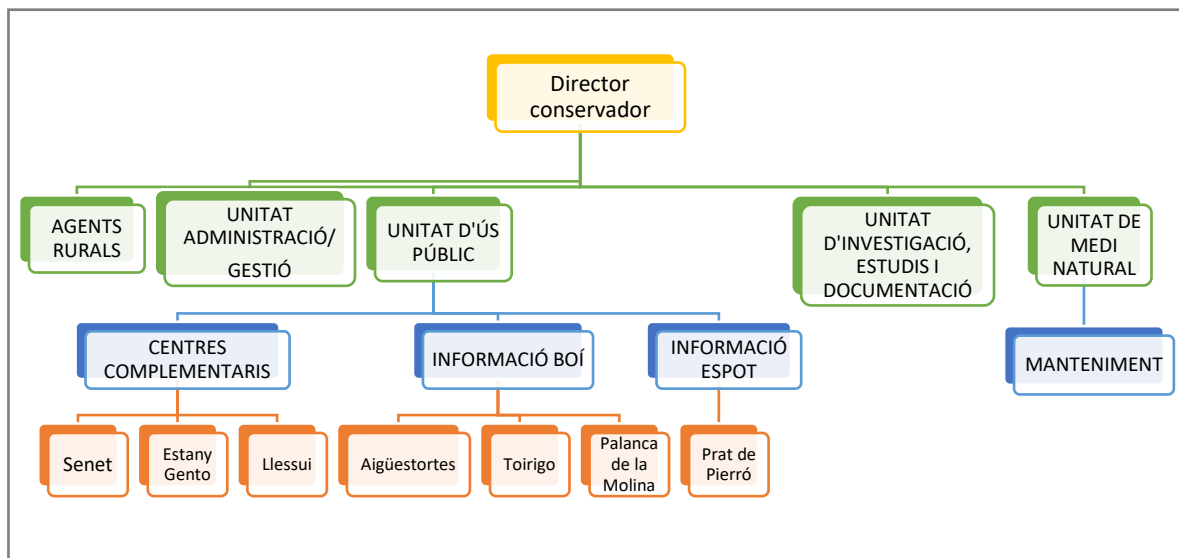 Director
conservador
AGENTS
RURALS
UNITAT
ADMINISTRACIÓ/
GESTIÓ
UNITAT D'ÚS
PÚBLIC
UNITAT
D'INVESTIGACIÓ,
ESTUDIS I
DOCUMENTACIÓ
UNITAT DE
MEDI
NATURAL
CENTRES
COMPLEMENTARIS
INFORMACIÓ BOÍ
INFORMACIÓ
ESPOT
MANTENIMENT
Senet
Estany
Gento
Llessui
Aigüestortes
Toirigo
Palanca
de la
Molina
Prat de
Pierró